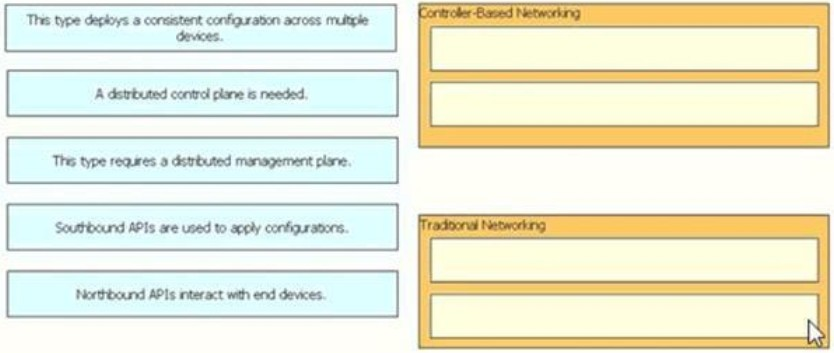 This type deploys a consistent configuration across multiple
devices.
A distributed control plane is needed.
This type requires a distributed management plane.
Southbound APIs are used to apply configurations.
Northbound APIs interact with end devices.
Controller-Based Networking
Traditional Networking